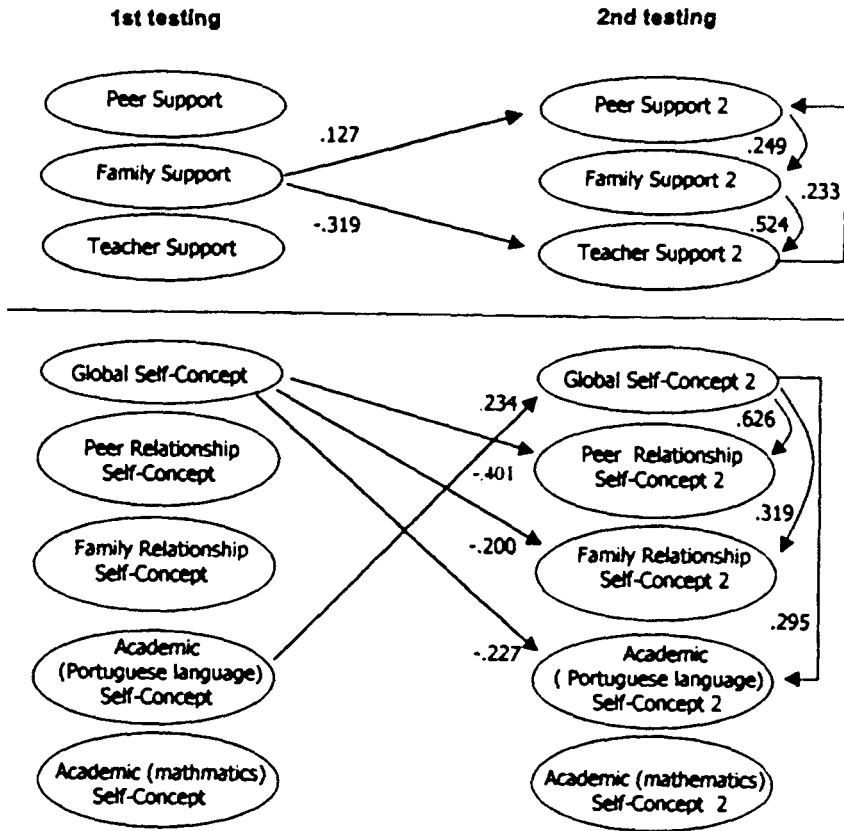 1st testing
2nd testing
Peer Support
Peer Support 2
.127
.249
Family Support
Family Support 2
.233
-.319
.524
Teacher Support
Teacher Support 2
Global Self-Concept
Global Self-Concept 2
.234
.626
Peer Relationship
Self-Concept
Peer Relationship
Self-Concept 2
-.401
.319
Family Relationship
Self-Concept
-.200
Family Relationship
Self-Concept 2
.295
Academic
(Portuguese language)
Self-Concept
-.227
Academic
( Portuguese language)
Self-Concept 2
Academic (mathmatics)
Self-Concept
Academic (mathematics)
Self-Concept 2